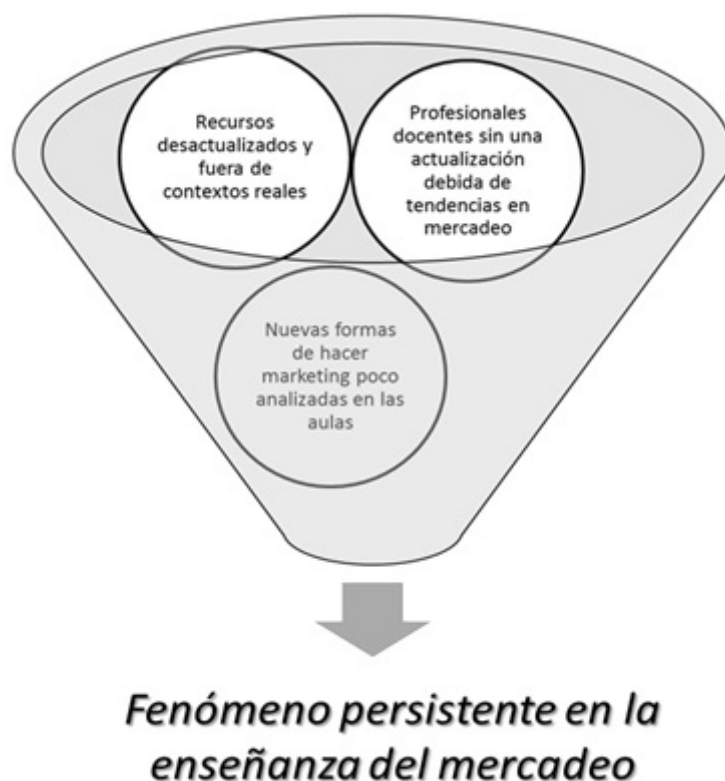 Recursos
desactualizados y
fuera de
contextos reales
Profesionales
docentes sin una
actualización
debida de
tendencias en
mercadeo
Nuevas formas
de hacer
marketing poco
analizadas en las
aulas
Fenómeno persistente en la
enseñanza del mercadeo